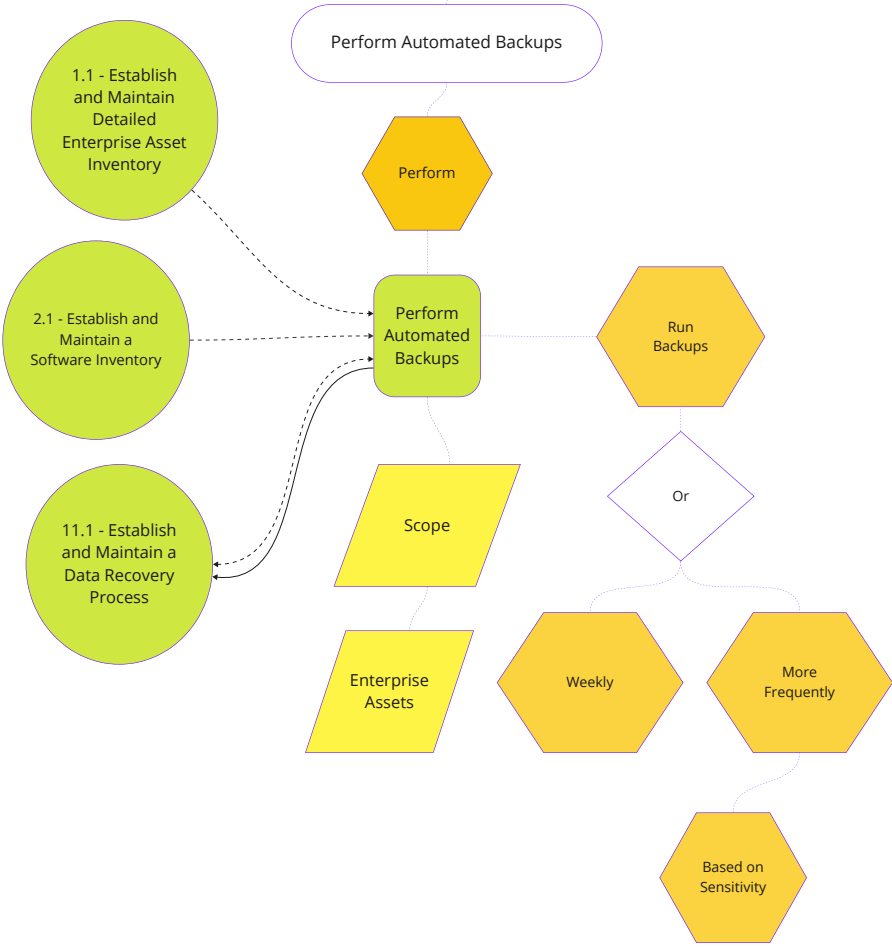 Perform Automated Backups
1.1 - Establish
and Maintain
Detailed
Enterprise Asset
Inventory
Perform
2.1 - Establish and
Maintain a
Software Inventory
Perform
Automated
Backups
Run
Backups
Or
11.1 - Establish
and Maintain a
Data Recovery
Process
Scope
Enterprise
Assets
Weekly
More
Frequently
Based on
Sensitivity